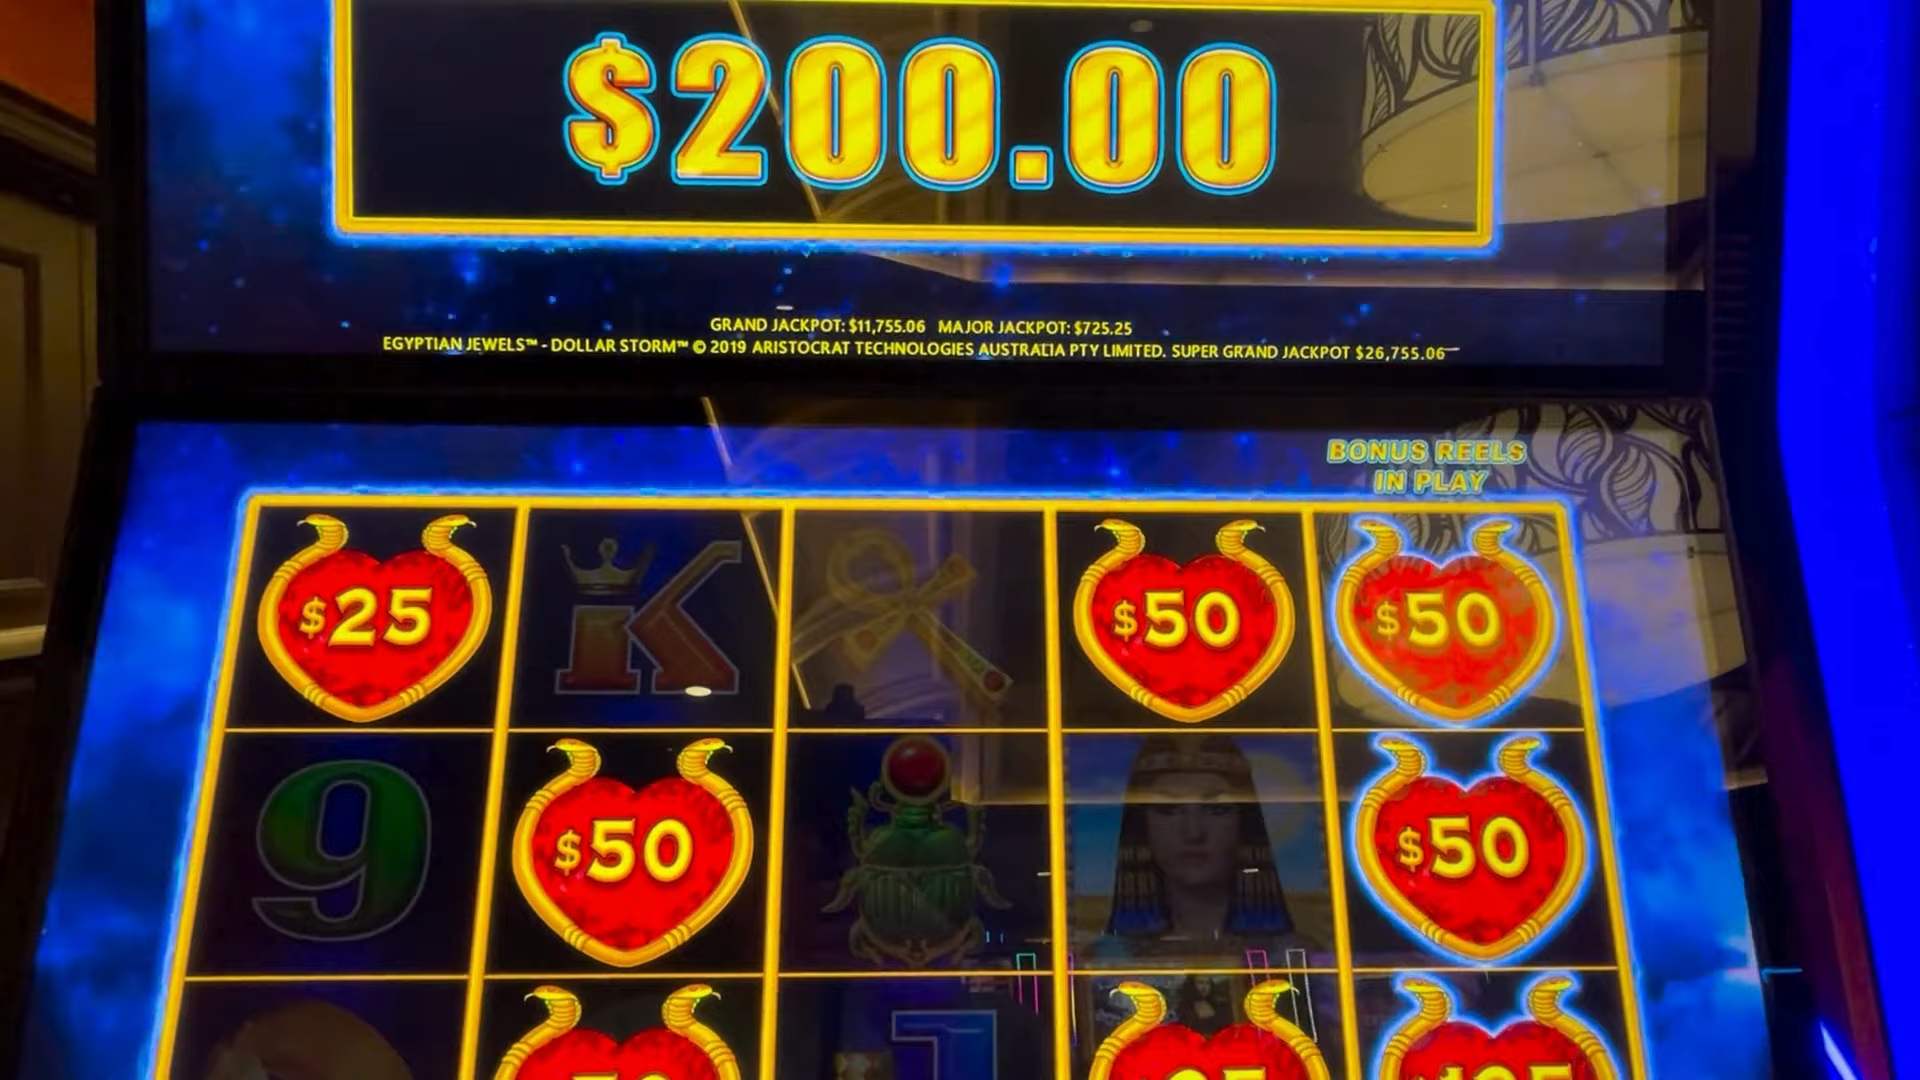 $200.00
GRAND JACKPOT: $11,755.06 MAJOR JACKPOT: $725.25
EGYPTIAN JEWELS™ - DOLLAR STORM™ © 2019 ARISTOCRAT TECHNOLOGIES AUSTRALIA PTY LIMITED. SUPER GRAND JACKPOT $26,755.06
BONUS REELS
IN PLAY
$25 K $50 $50
9 $50 $50